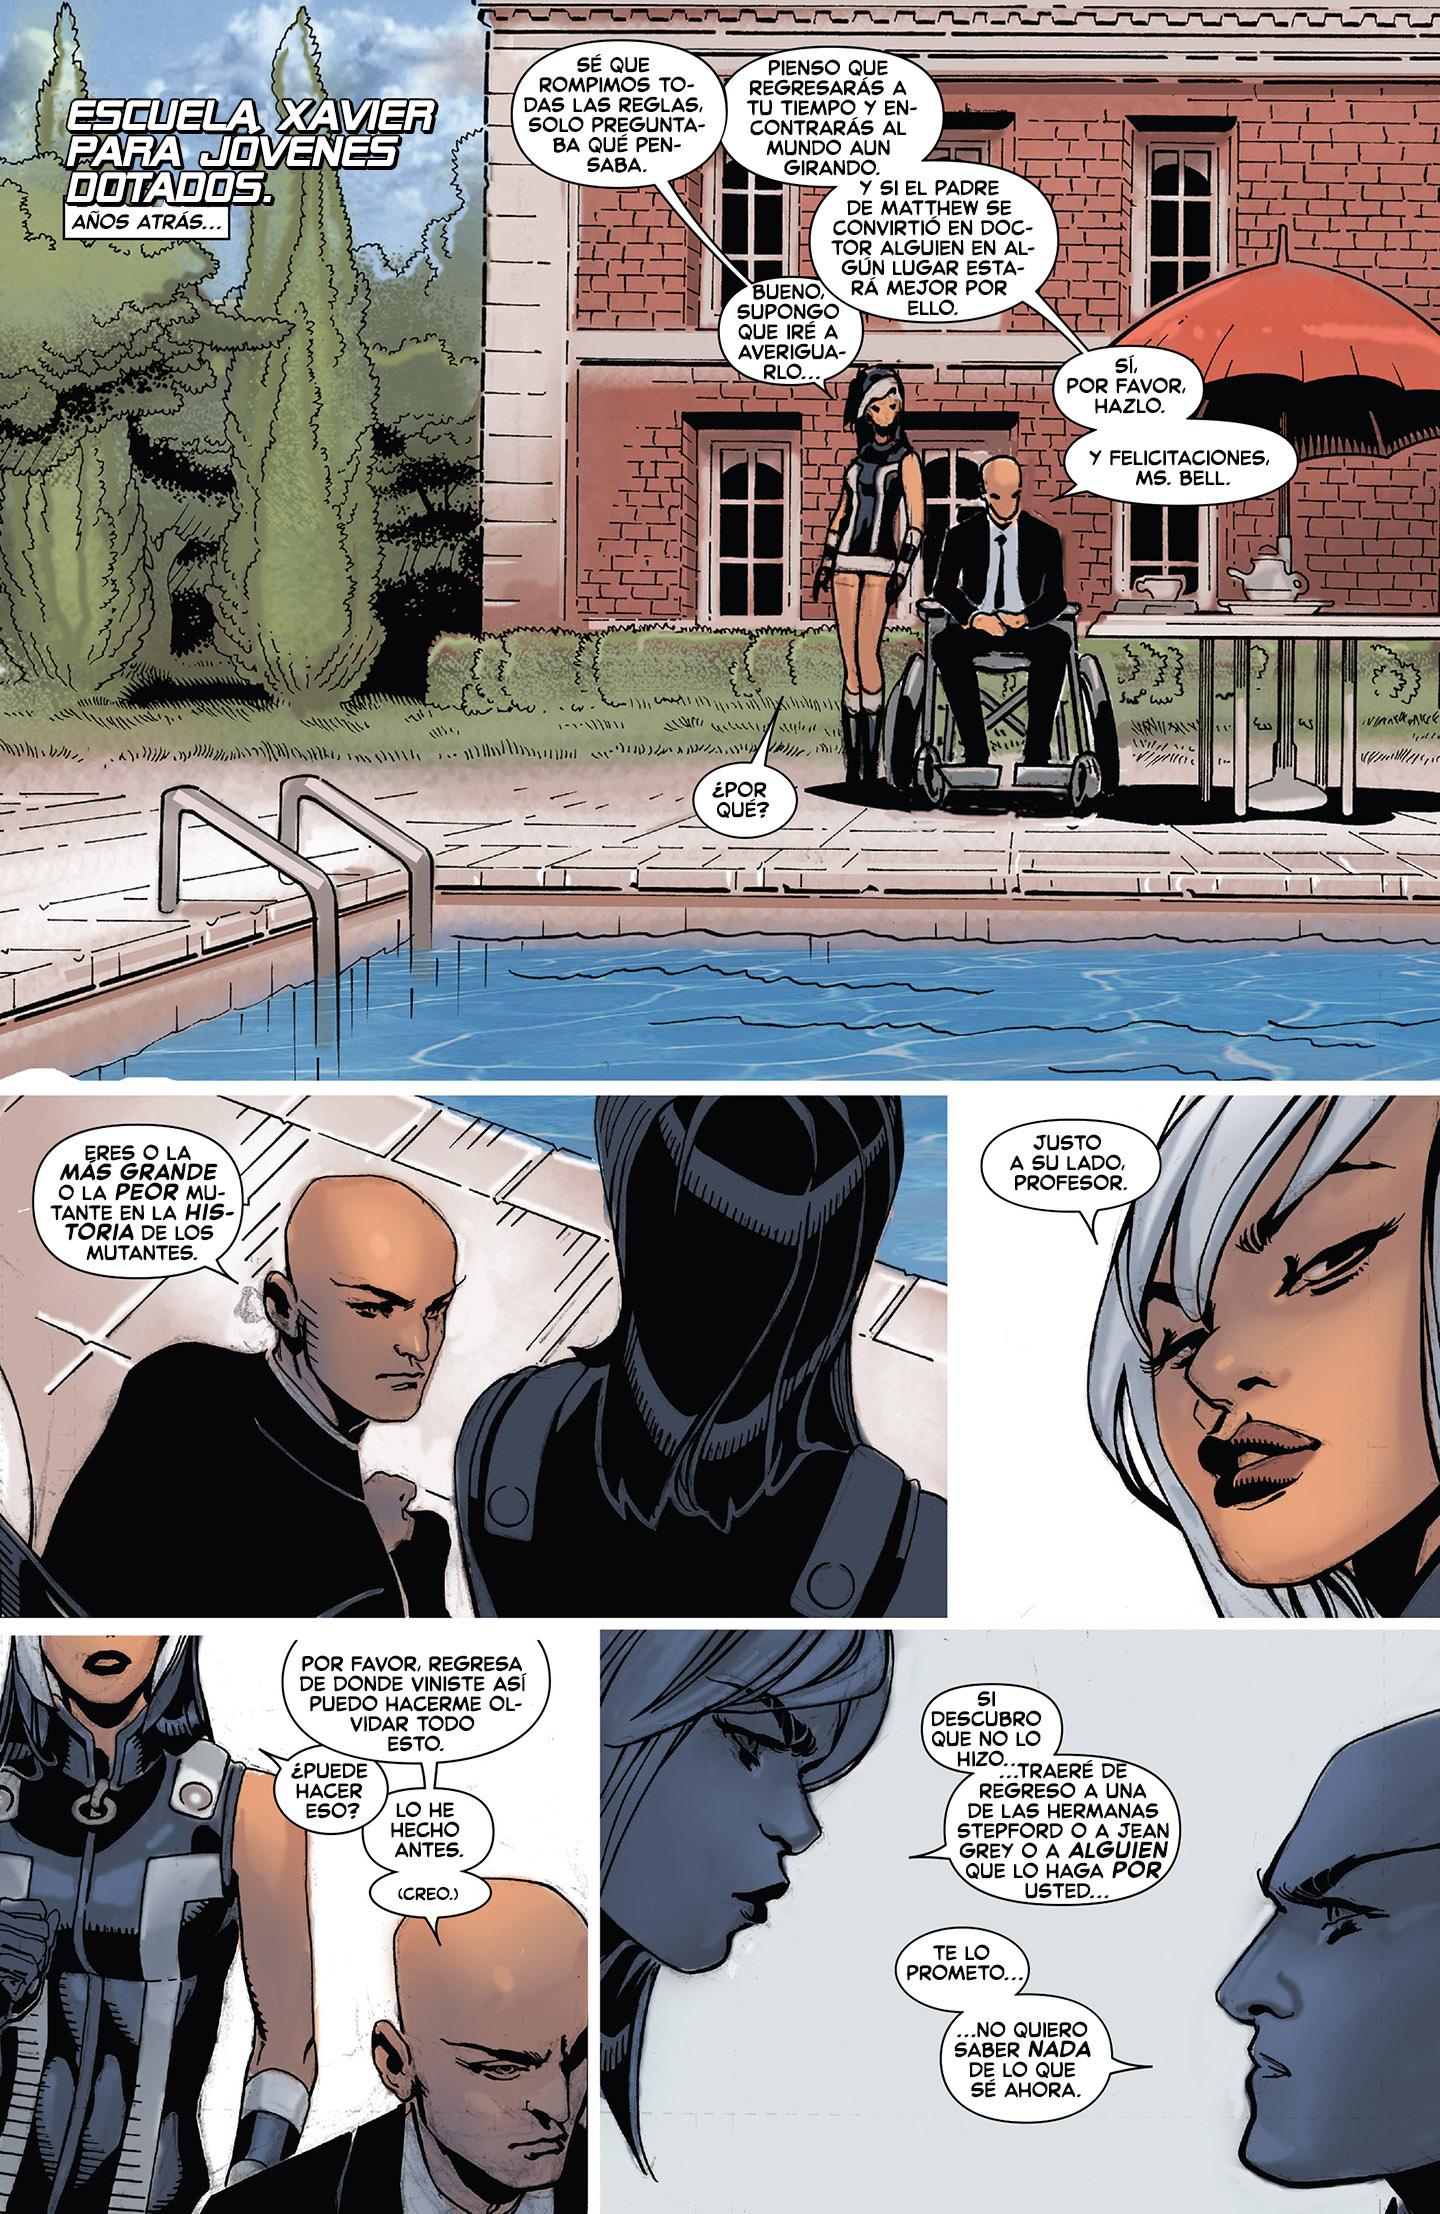 ESCUELA XAVIER
PARA JÓVENES
DOTADOS.
AÑOS ATRÁS...
SÉ QUE
ROMPIMOS TO-
DAS LAS REGLAS,
SOLO PREGUNTA-
BA QUÉ PEN-
SABA.
PIENSO QUE
REGRESARÁS A
TU TIEMPO Y EN-
CONTRARÁS AL
MUNDO AUN
GIRANDO.
Y SI EL PADRE
DE MATTHEW SE
CONVIRTIÓ EN DOC-
TOR ALGUIEN EN AL-
GÚN LUGAR ESTA-
RÁ MEJOR POR
ELLO.
BUENO,
SUPONGO
QUE IRÉ A
AVERIGUA-
RLO...
SÍ,
POR FAVOR,
HAZLO.
Y FELICITACIONES,
MS. BELL.
¿POR
QUÉ?
ERES O LA
MÁS GRANDE
O LA PEOR MU-
TANTE EN LA HIS-
TORIA DE LOS
MUTANTES.
JUSTO
A SU LADO,
PROFESOR.
POR FAVOR, REGRESA
DE DONDE VINISTE ASÍ
PUEDO HACERME OL-
VIDAR TODO
ESTO.
¿PUEDE
HACER
ESO?
LO HE
HECHO
ANTES.
(CREO.)
SI
DESCUBRO
QUE NO LO
HIZO...
...TRAERÉ DE
REGRESO A UNA
DE LAS HERMANAS
STEPFORD O A JEAN
GREY O A ALGUIEN
QUE LO HAGA POR
USTED...
TE LO
PROMETO...
...NO QUIERO
SABER NADA
DE LO QUE
SÉ AHORA.